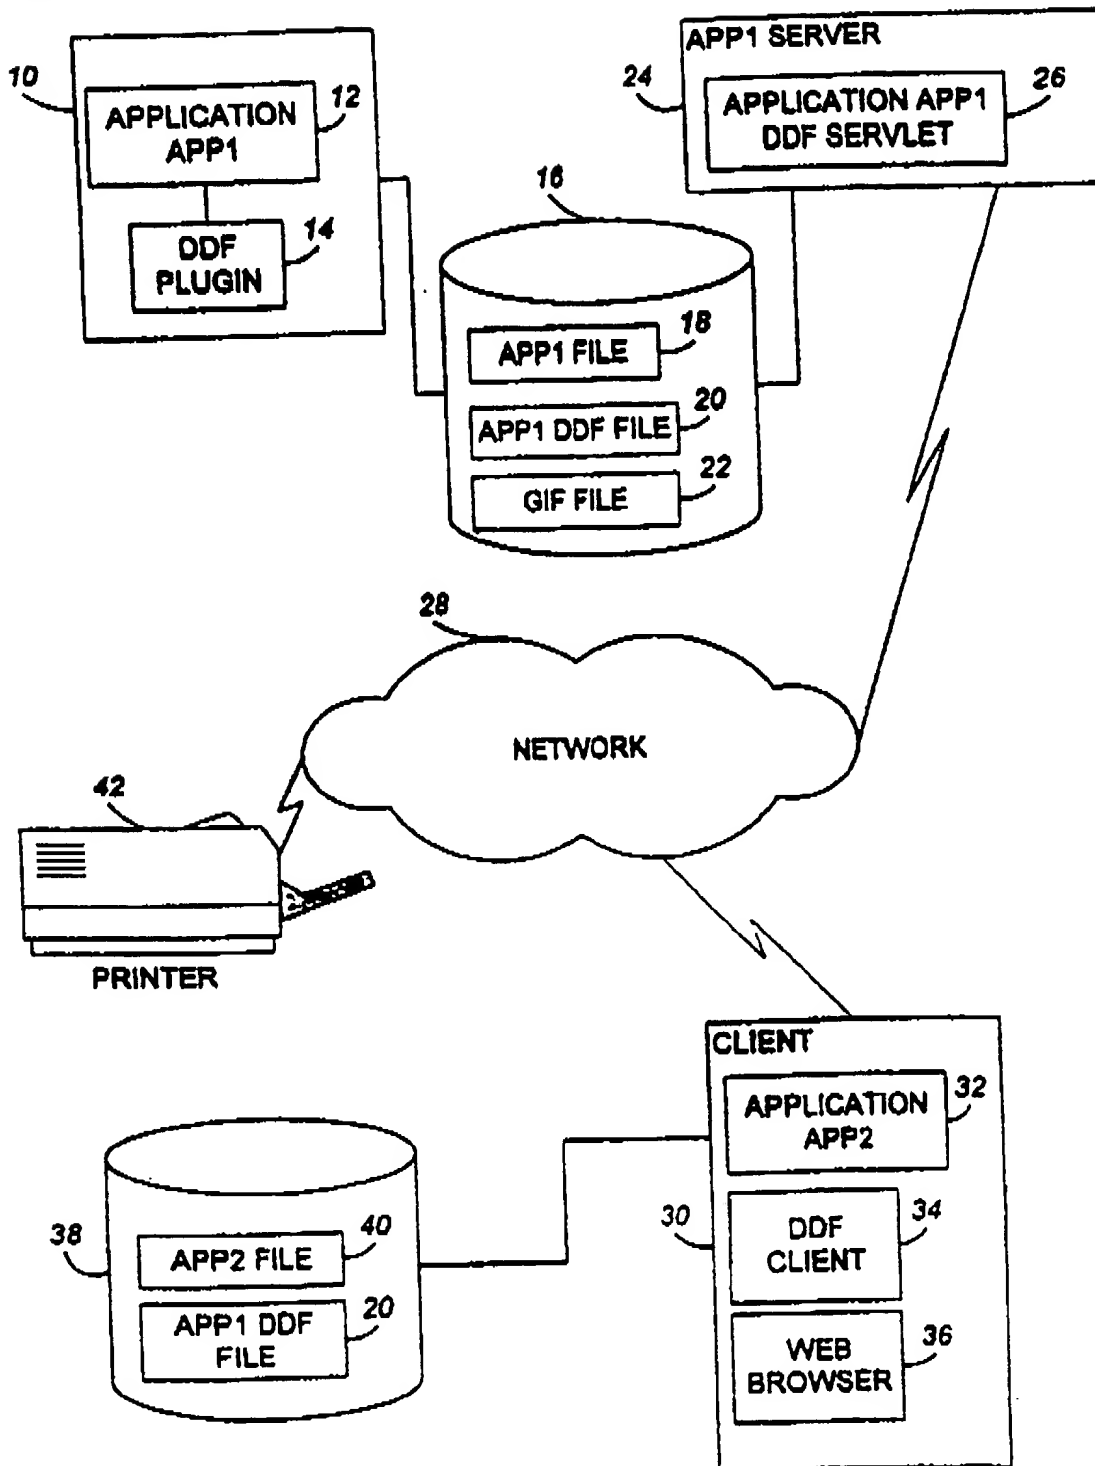 APP1 SERVER
10
12
24
26
APPLICATION
APP1
APPLICATION APP1
DDF SERVLET
16
14
DDF
PLUGIN
18
APP1 FILE
20
APP1 DDF FILE
22
GIF FILE
28
NETWORK
42
PRINTER
CLIENT
32
APPLICATION
APP2
34
30
DDF
CLIENT
38
40
APP2 FILE
20
APP1 DDF
FILE
36
WEB
BROWSER